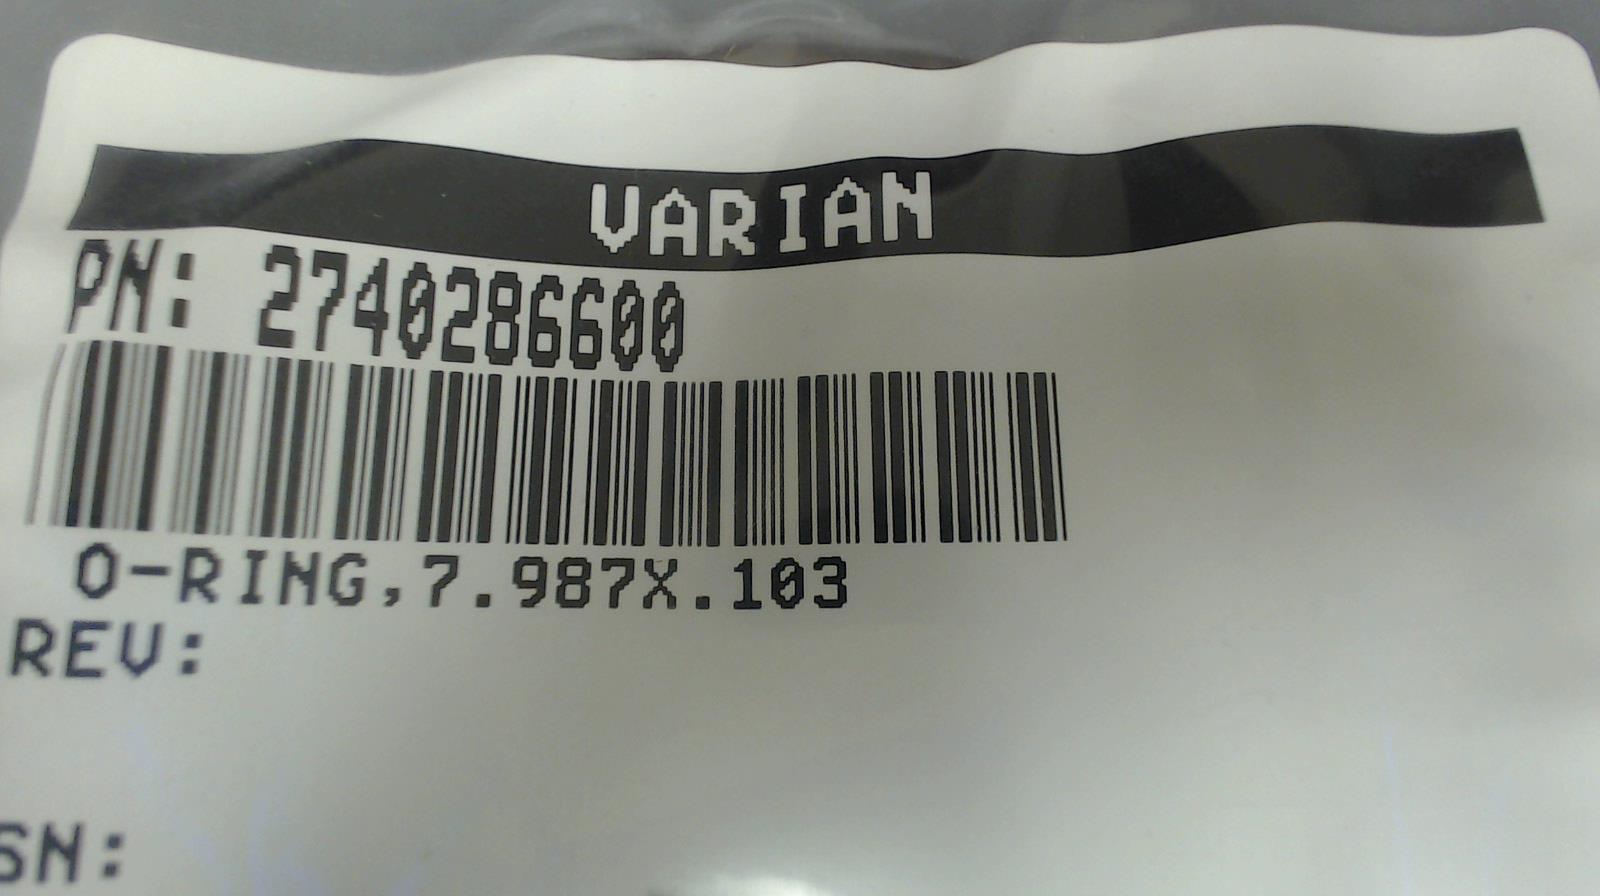 VARIAN
PN: 2740286600
O-RING,7.987X.103
REV:
SN: